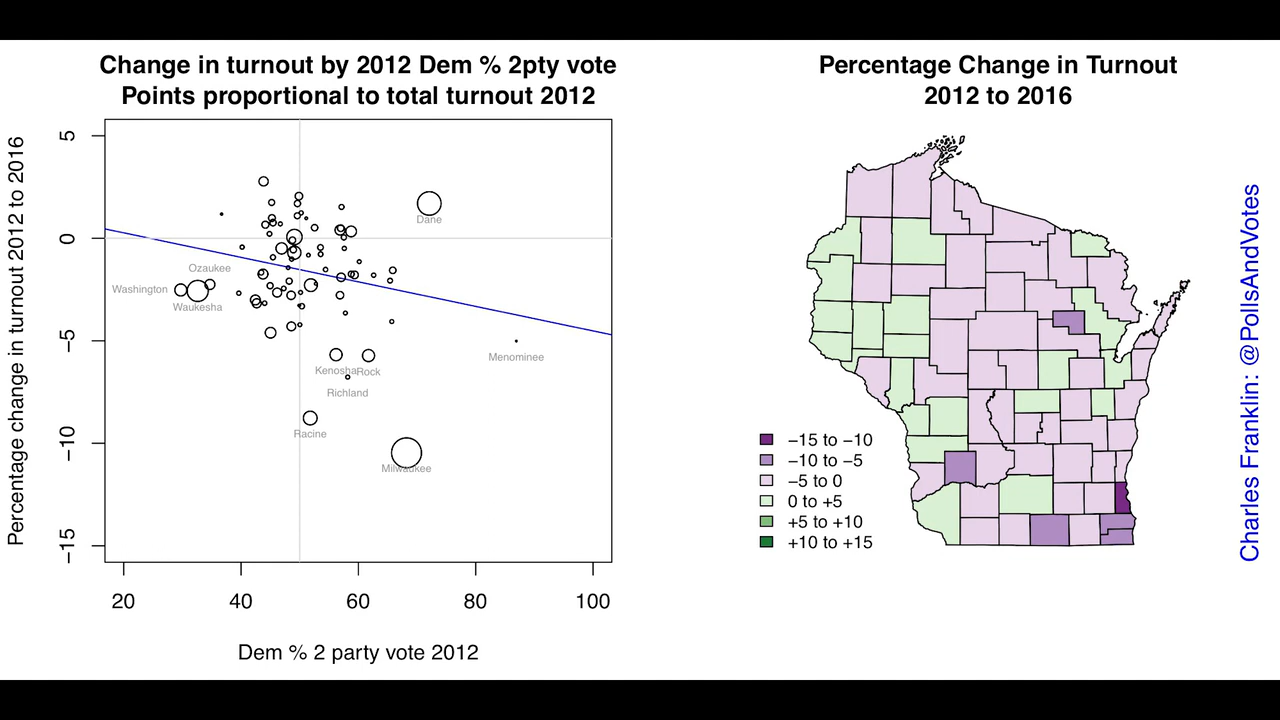 Change in turnout by 2012 Dem % 2pty vote
Points proportional to total turnout 2012
Percentage change in turnout 2012 to 2016
5
0
−5
−10
−15
Dane
Ozaukee
Washington
Waukesha
Menominee
Kenosha
Rock
Richland
Racine
Milwaukee
20 40 60 80 100
Dem % 2 party vote 2012
Percentage Change in Turnout
2012 to 2016
−15 to −10
−10 to −5
−5 to 0
0 to +5
+5 to +10
+10 to +15
Charles Franklin: @PollsAndVotes